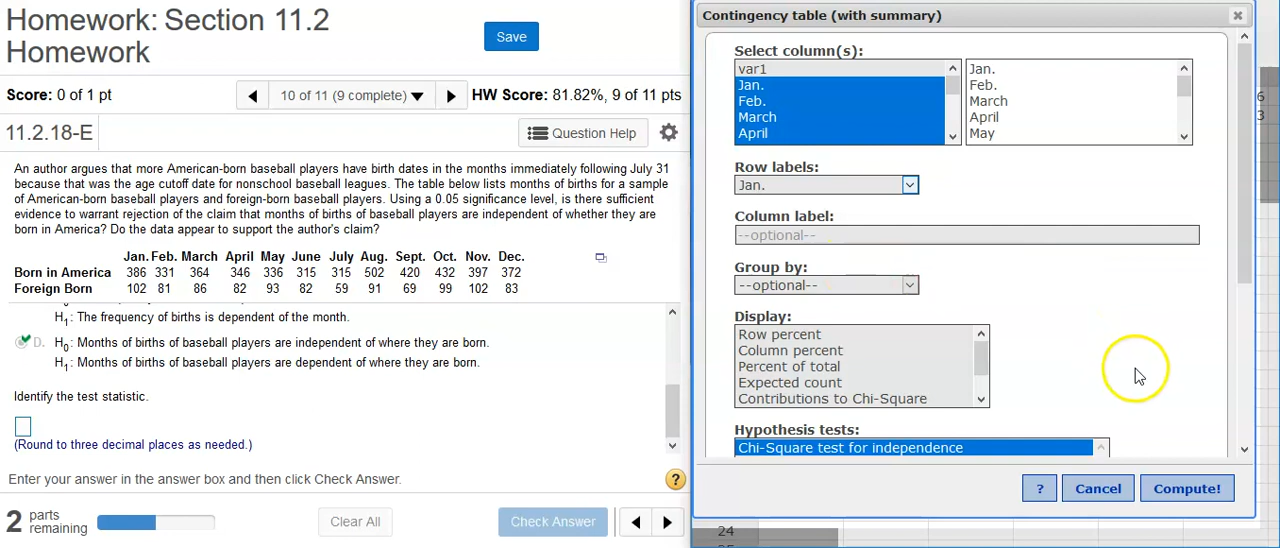 Homework: Section 11.2
Homework
Save
Score: 0 of 1 pt
10 of 11 (9 complete)
HW Score: 81.82%, 9 of 11 pts
11.2.18-E
Question Help
An author argues that more American-born baseball players have birth dates in the months immediately following July 31
because that was the age cutoff date for nonschool baseball leagues. The table below lists months of births for a sample
of American-born baseball players and foreign-born baseball players. Using a 0.05 significance level, is there sufficient
evidence to warrant rejection of the claim that months of births of baseball players are independent of whether they are
born in America? Do the data appear to support the author's claim?
Jan. Feb. March April May June July Aug. Sept. Oct. Nov. Dec.
Born in America 386 331 364 346 336 315 315 502 420 432 397 372
Foreign Born 102 81 86 82 93 82 59 91 69 99 102 83
H1: The frequency of births is dependent of the month.
D. H0: Months of births of baseball players are independent of where they are born.
H1: Months of births of baseball players are dependent of where they are born.
Identify the test statistic.
(Round to three decimal places as needed.)
Enter your answer in the answer box and then click Check Answer.
?
2 parts
remaining
Clear All
Check Answer
Contingency table (with summary)
Select column(s):
var1
Jan.
Feb.
March
April
Jan.
Feb.
March
April
May
Row labels:
Jan.
Column label:
--optional--
Group by:
--optional--
Display:
Row percent
Column percent
Percent of total
Expected count
Contributions to Chi-Square
Hypothesis tests:
Chi-Square test for independence
?
Cancel
Compute!
6
3
24